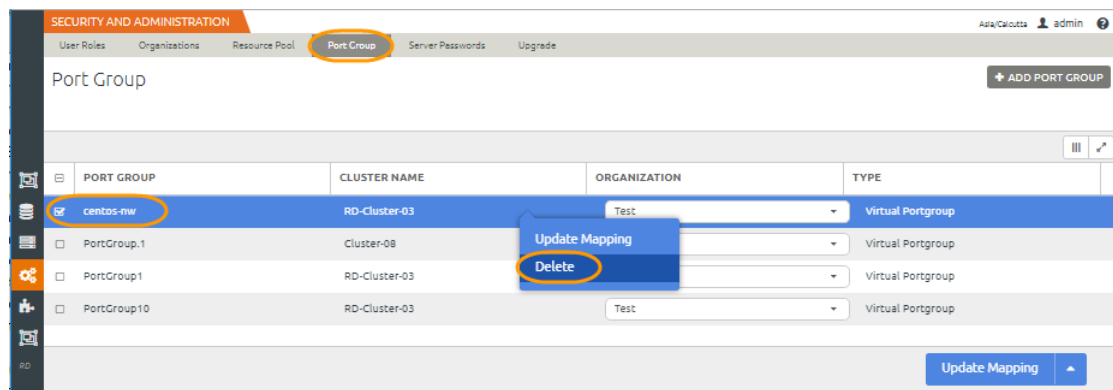 SECURITY AND ADMINISTRATION
Asia/Calcutta admin
User Roles Organizations Resource Pool Port Group Server Passwords Upgrade
Port Group
+ ADD PORT GROUP
PORT GROUP CLUSTER NAME ORGANIZATION TYPE
centos-nw RD-Cluster-03 Test Virtual Portgroup
Update Mapping
PortGroup.1 Cluster-08 Virtual Portgroup
Delete
PortGroup1 RD-Cluster-03 Virtual Portgroup
PortGroup10 RD-Cluster-03 Test Virtual Portgroup
RD
Update Mapping